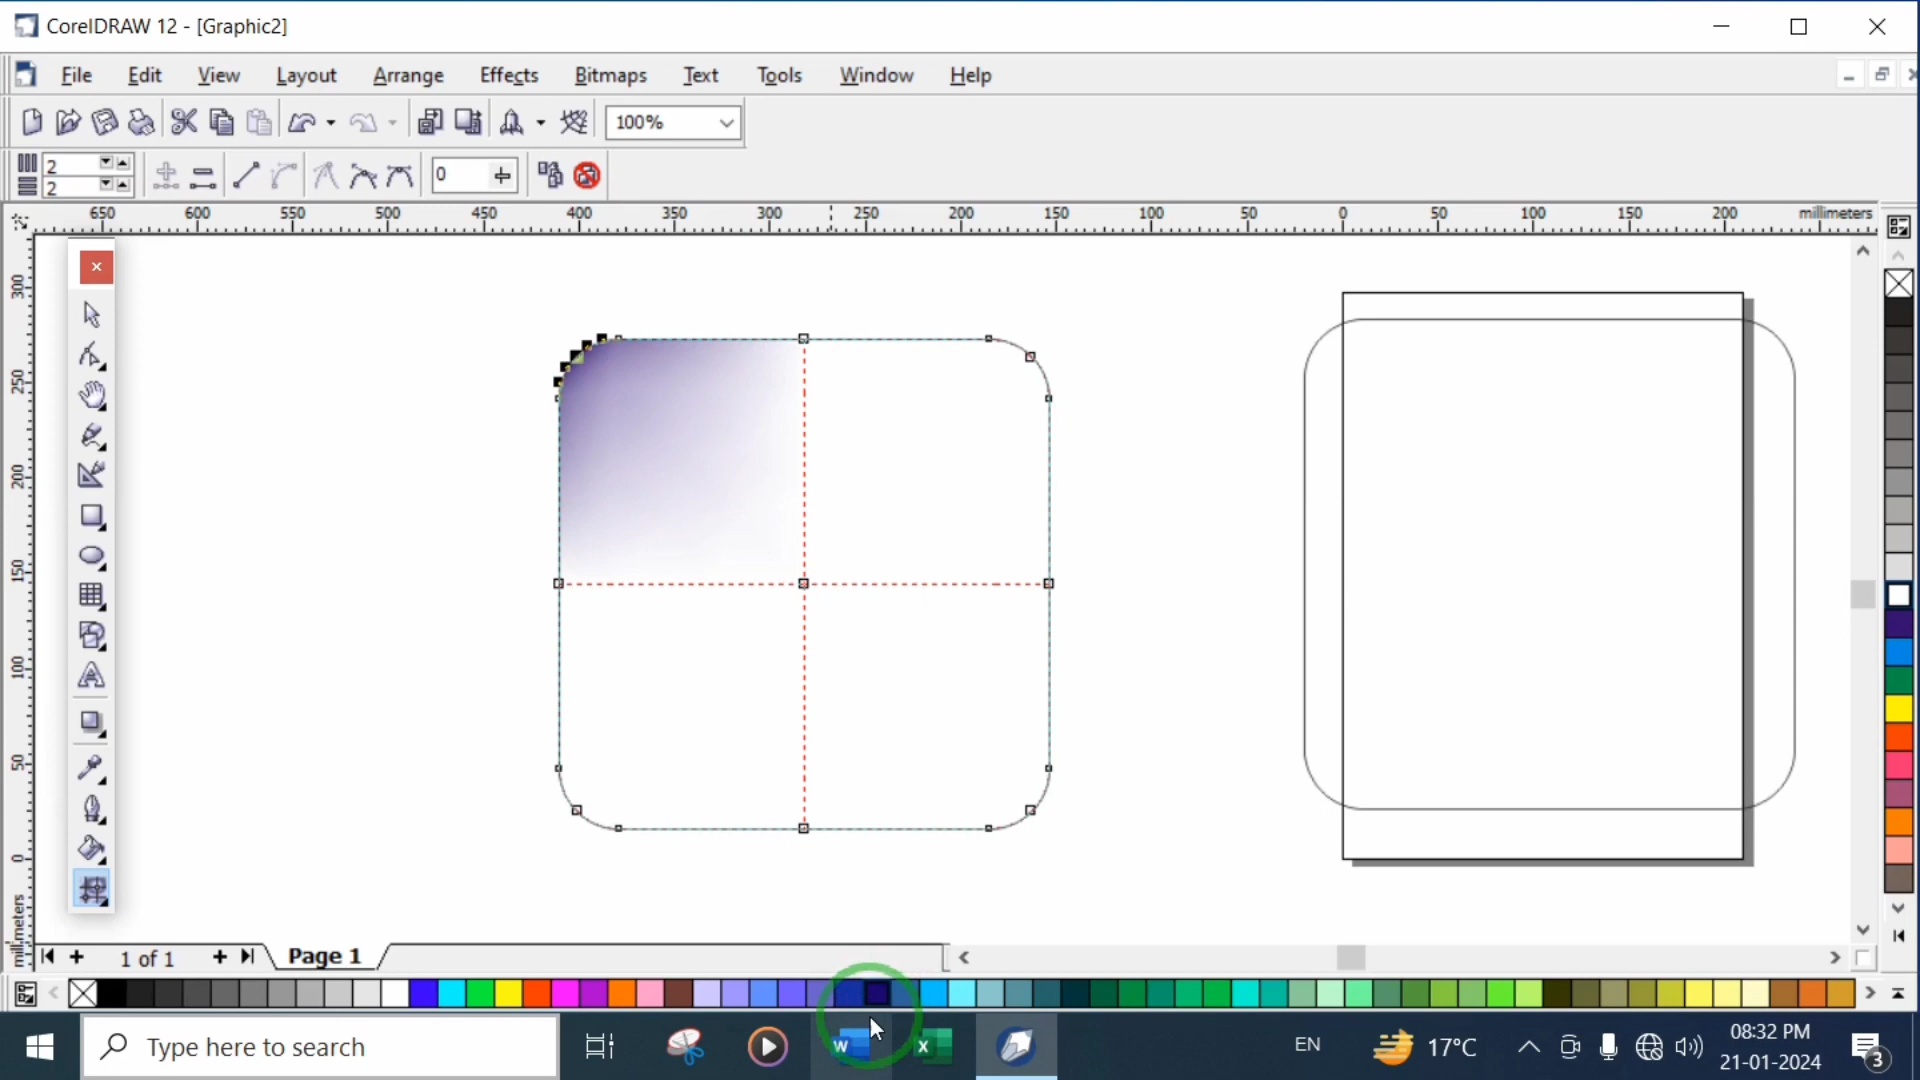 CorelDRAW 12 - [Graphic2]
File Edit View Layout Arrange Effects Bitmaps Text Tools Window Help
100%
2
2
0
650 600 550 500 450 400 350 300 250 200 150 100 50 0 50 100 150 200 millimeters
300
250
200
150
100
50
0
millimeters
1 of 1
Page 1
Type here to search
W
X
EN
17°C
08:32 PM
21-01-2024
3